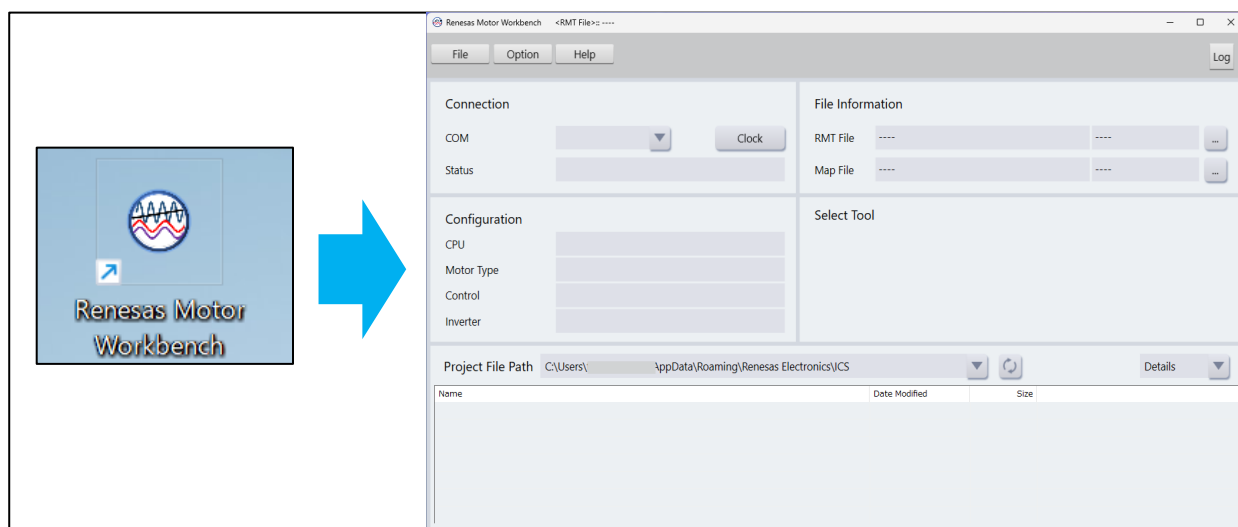 Renesas Motor
Workbench
Renesas Motor Workbench <RMT File>:: ----
File Option Help
Log
Connection
COM Clock
Status
File Information
RMT File ---- ---- ...
Map File ---- ---- ...
Configuration
CPU
Motor Type
Control
Inverter
Select Tool
Project File Path C:\Users\ AppData\Roaming\Renesas Electronics\ICS Details
Name Date Modified Size